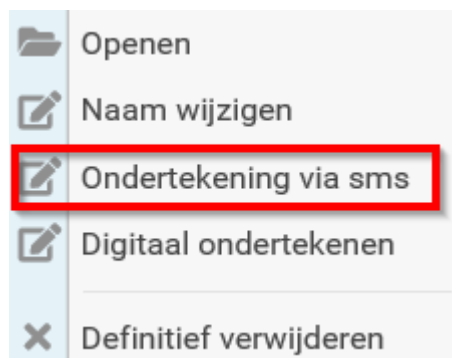 Openen
Naam wijzigen
Ondertekening via sms
Digitaal ondertekenen
Definitief verwijderen